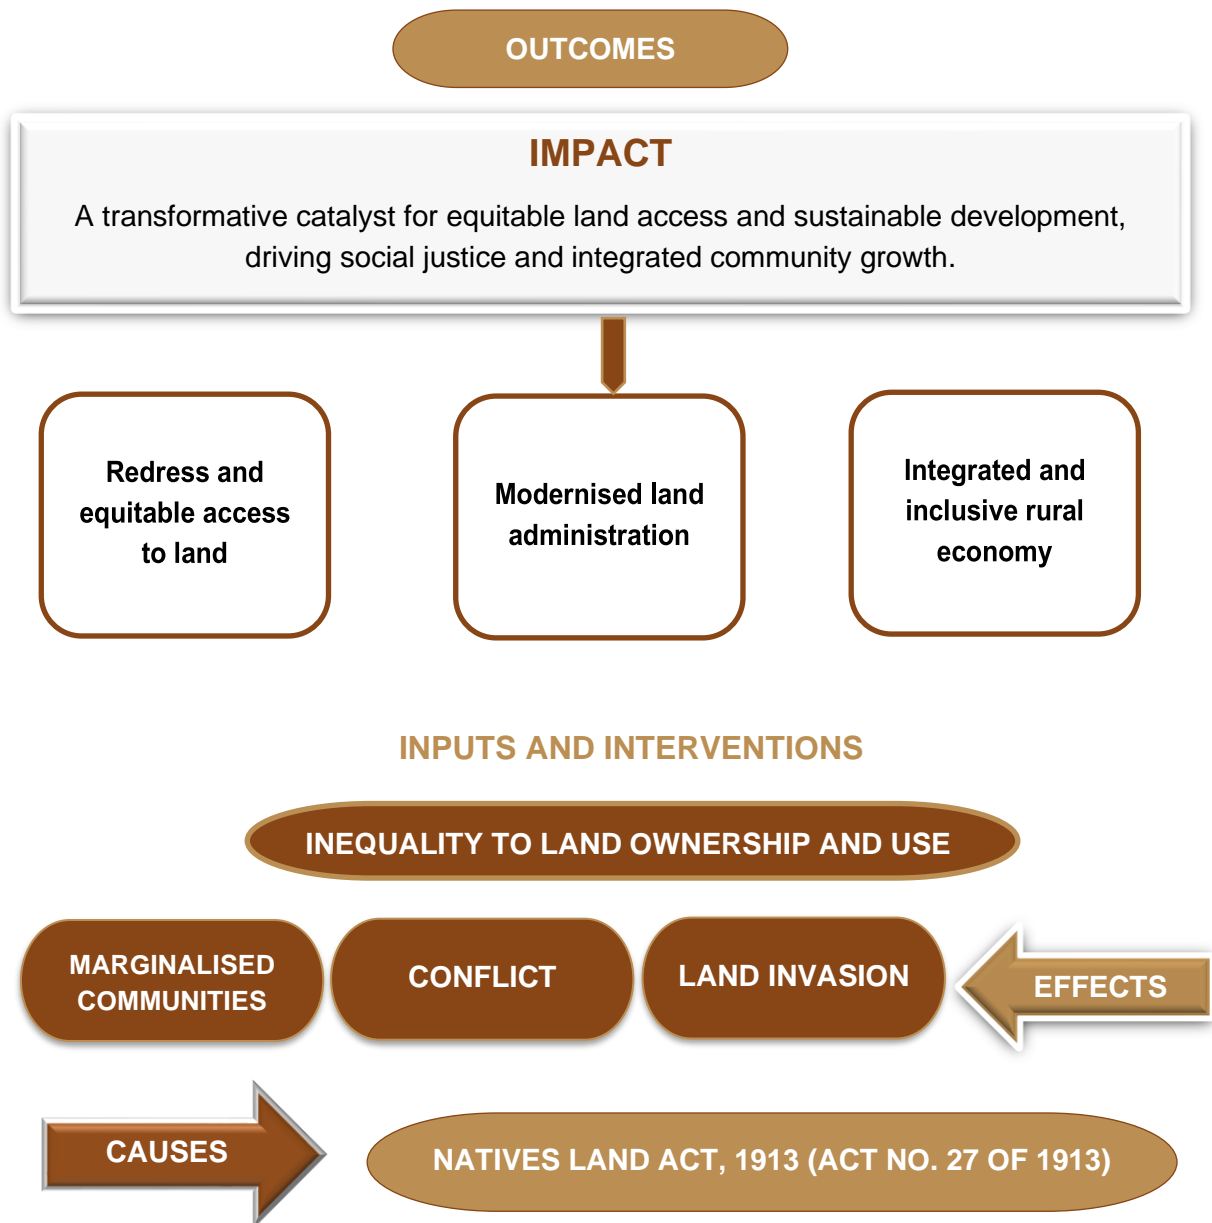 OUTCOMES
IMPACT
A transformative catalyst for equitable land access and sustainable development,
driving social justice and integrated community growth.
Redress and
equitable access
to land
Modernised land
administration
Integrated and
inclusive rural
economy
INPUTS AND INTERVENTIONS
INEQUALITY TO LAND OWNERSHIP AND USE
MARGINALISED
COMMUNITIES
CONFLICT
LAND INVASION
EFFECTS
CAUSES
NATIVES LAND ACT, 1913 (ACT NO. 27 OF 1913)